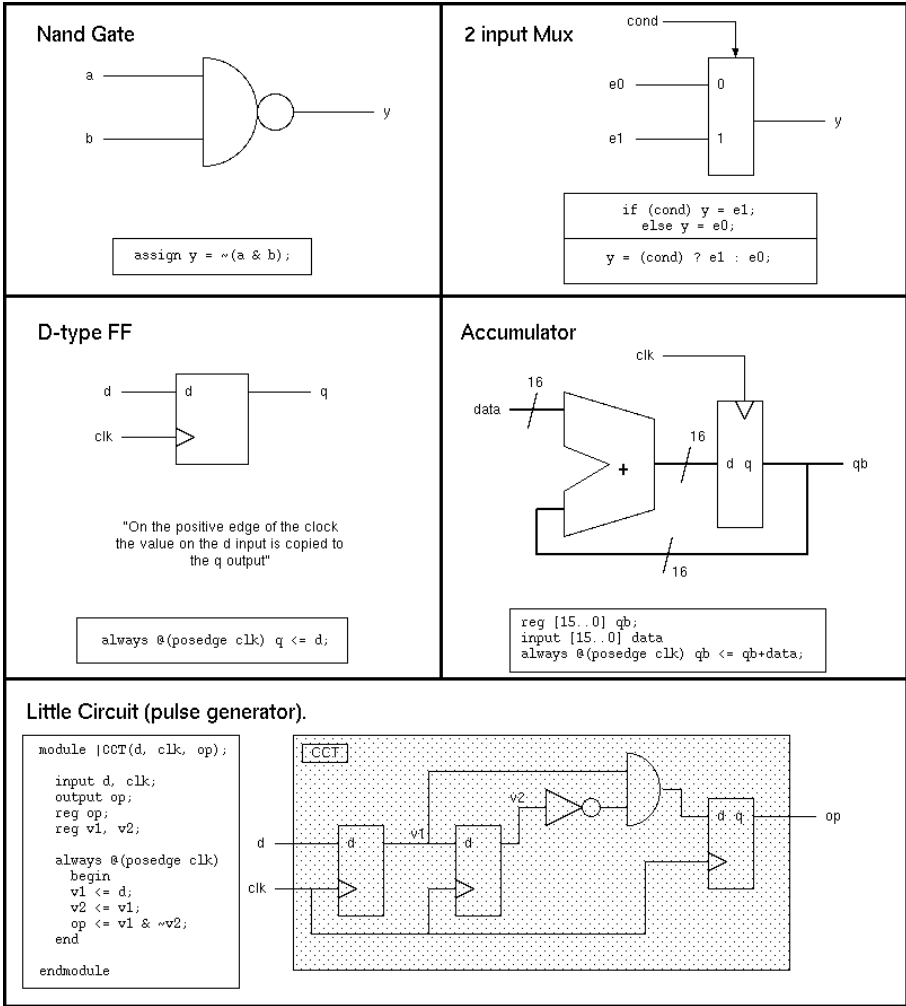 Nand Gate
a
b
y
assign y = ~(a & b);
2 input Mux
cond
e0
0
e1
1
y
if (cond) y = e1;
else y = e0;
y = (cond) ? e1 : e0;
D-type FF
d
d
q
clk
"On the positive edge of the clock
the value on the d input is copied to
the q output"
always @(posedge clk) q <= d;
Accumulator
clk
16
data
16
+
d q
qb
16
reg [15..0] qb;
input [15..0] data
always @(posedge clk) qb <= qb+data;
Little Circuit (pulse generator).
module |CCT(d, clk, op);
input d, clk;
output op;
reg op;
reg v1, v2;
always @(posedge clk)
begin
v1 <= d;
v2 <= v1;
op <= v1 & ~v2;
end
endmodule
CCT
d
d
v1
d
v2
d q
op
clk